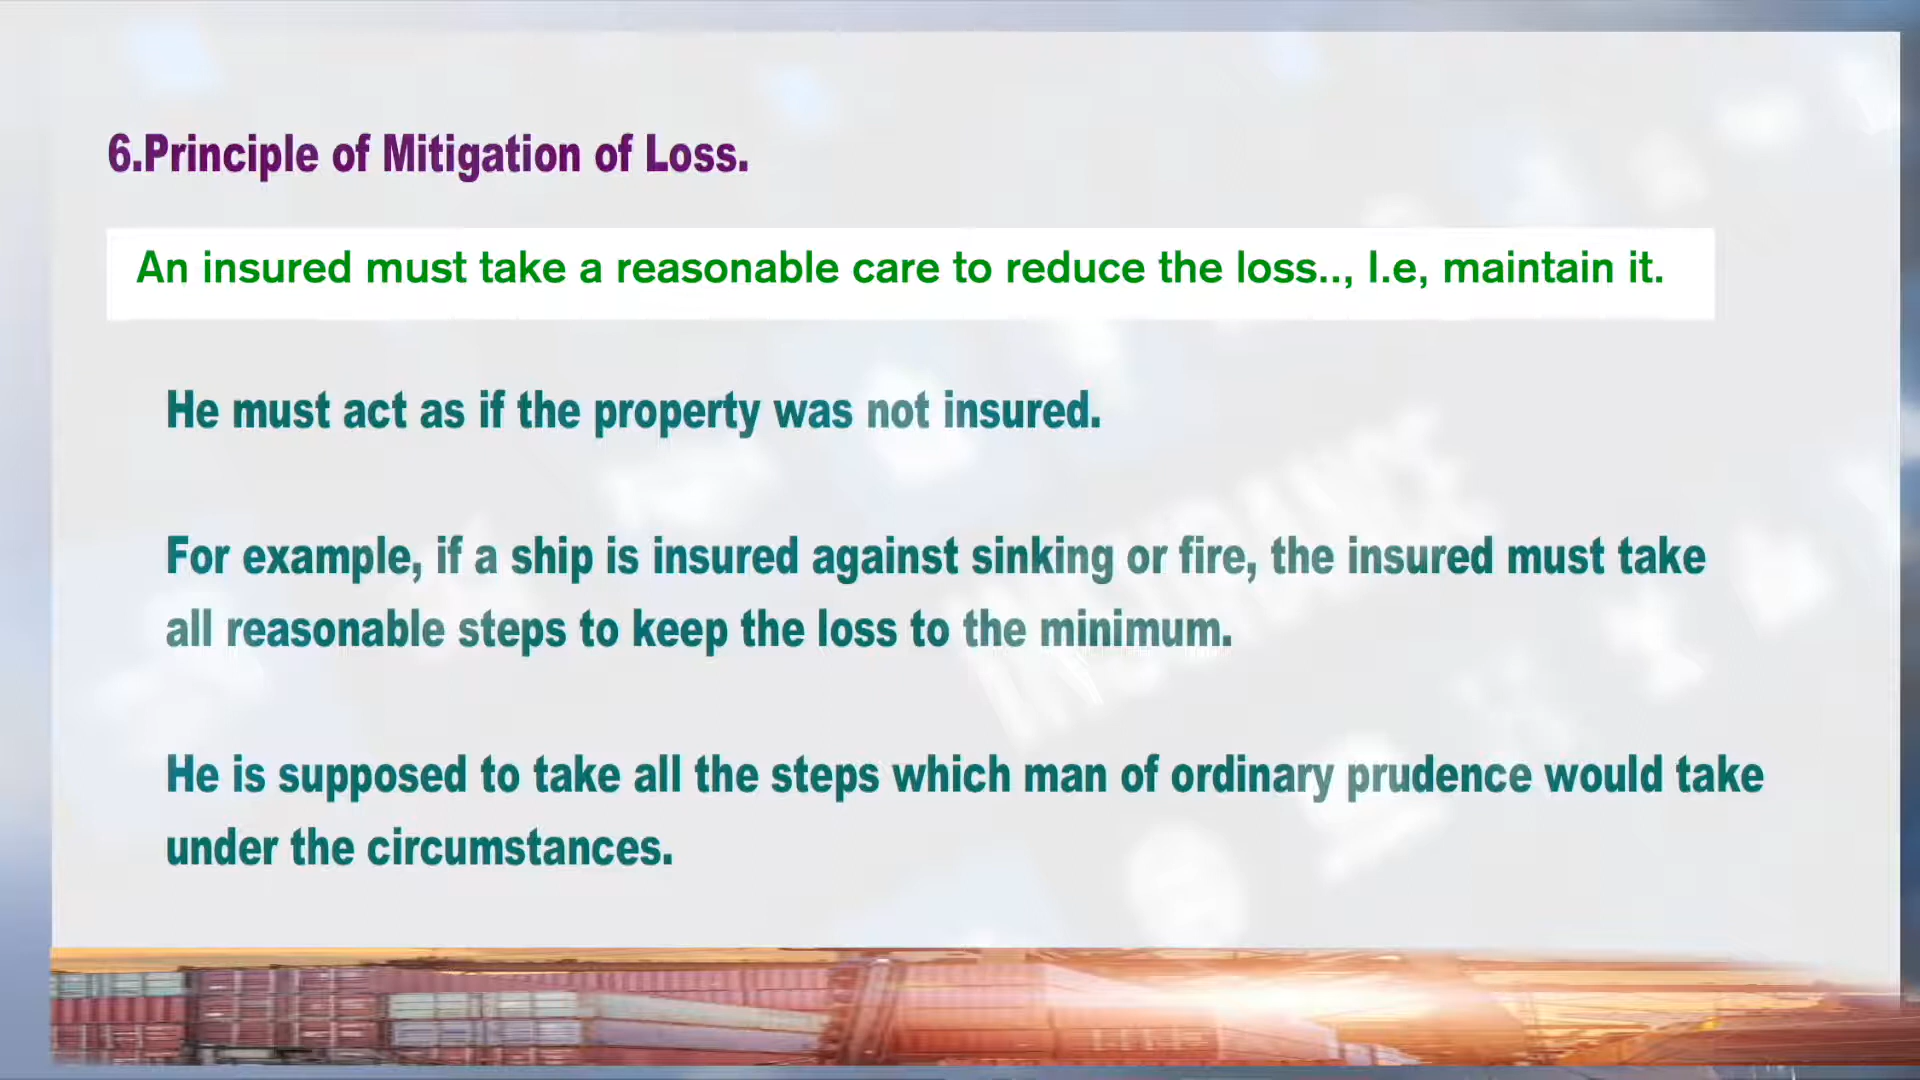 6.Principle of Mitigation of Loss.
An insured must take a reasonable care to reduce the loss.., I.e, maintain it.
He must act as if the property was not insured.
For example, if a ship is insured against sinking or fire, the insured must take
all reasonable steps to keep the loss to the minimum.
He is supposed to take all the steps which man of ordinary prudence would take
under the circumstances.
INSURANCE